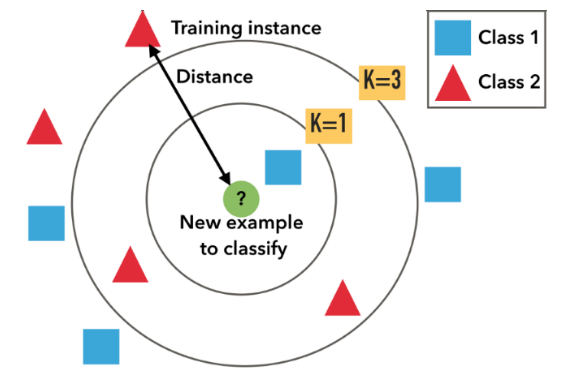 Training instance
Class 1
Distance
K=3
Class 2
K=1
?
New example
to classify